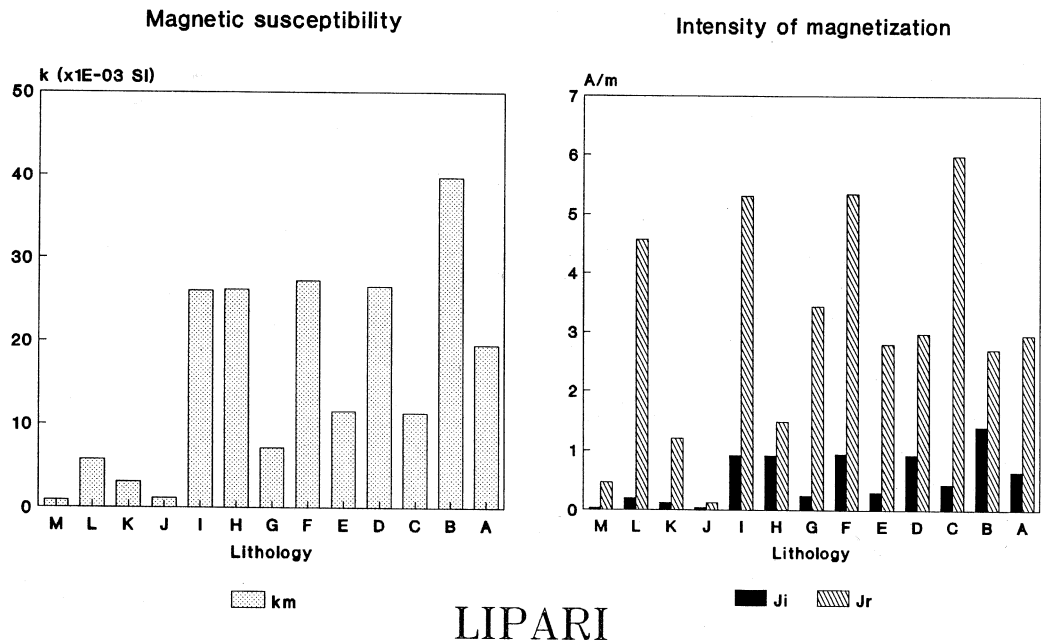 Magnetic susceptibility
k (x1E-03 SI)
50
40
30
20
10
0
M L K J I H G F E D C B A
Lithology
km
Intensity of magnetization
A/m
7
6
5
4
3
2
1
0
M L K J I H G F E D C B A
Lithology
Ji Jr
LIPARI